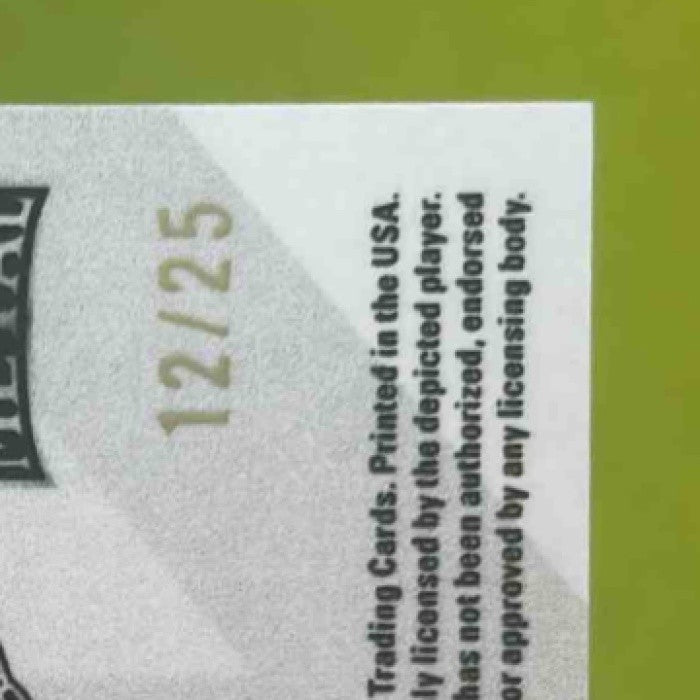 12/25
Trading Cards. Printed in the USA.
ly licensed by the depicted player.
has not been authorized, endorsed
or approved by any licensing body.